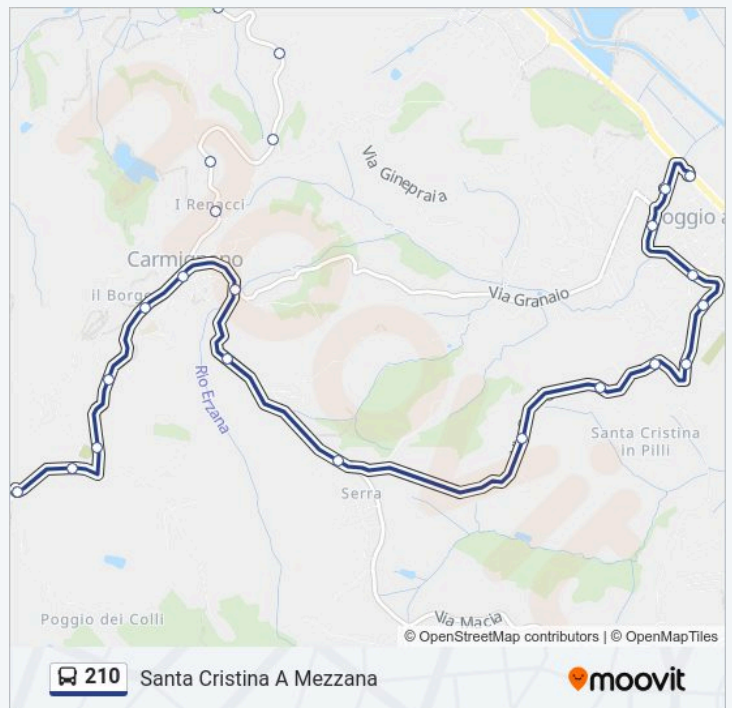 Via Ginepraia
I Renacci
oggio a
Carmignano
il Borgo
Via Granaio
Rio Erzana
Santa Cristina
in Pilli
Serra
Poggio dei Colli
Via Macia
© OpenStreetMap contributors | © OpenMapTiles
210 Santa Cristina A Mezzana
moovit